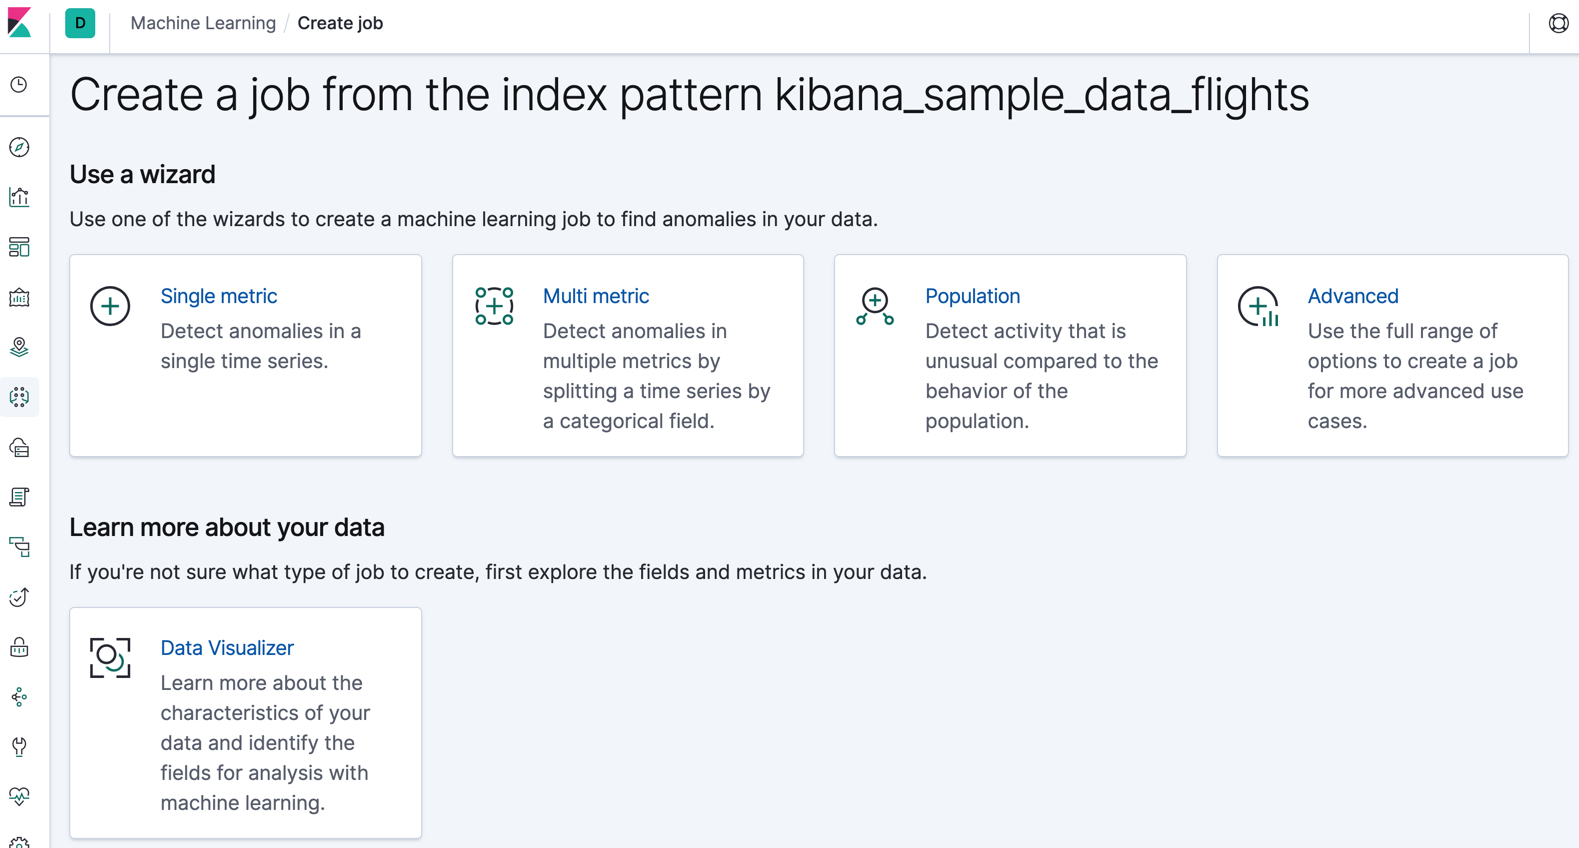 D Machine Learning / Create job
Create a job from the index pattern kibana_sample_data_flights
Use a wizard
Use one of the wizards to create a machine learning job to find anomalies in your data.
Single metric
Detect anomalies in a
single time series.
Multi metric
Detect anomalies in
multiple metrics by
splitting a time series by
a categorical field.
Population
Detect activity that is
unusual compared to the
behavior of the
population.
Advanced
Use the full range of
options to create a job
for more advanced use
cases.
Learn more about your data
If you're not sure what type of job to create, first explore the fields and metrics in your data.
Data Visualizer
Learn more about the
characteristics of your
data and identify the
fields for analysis with
machine learning.